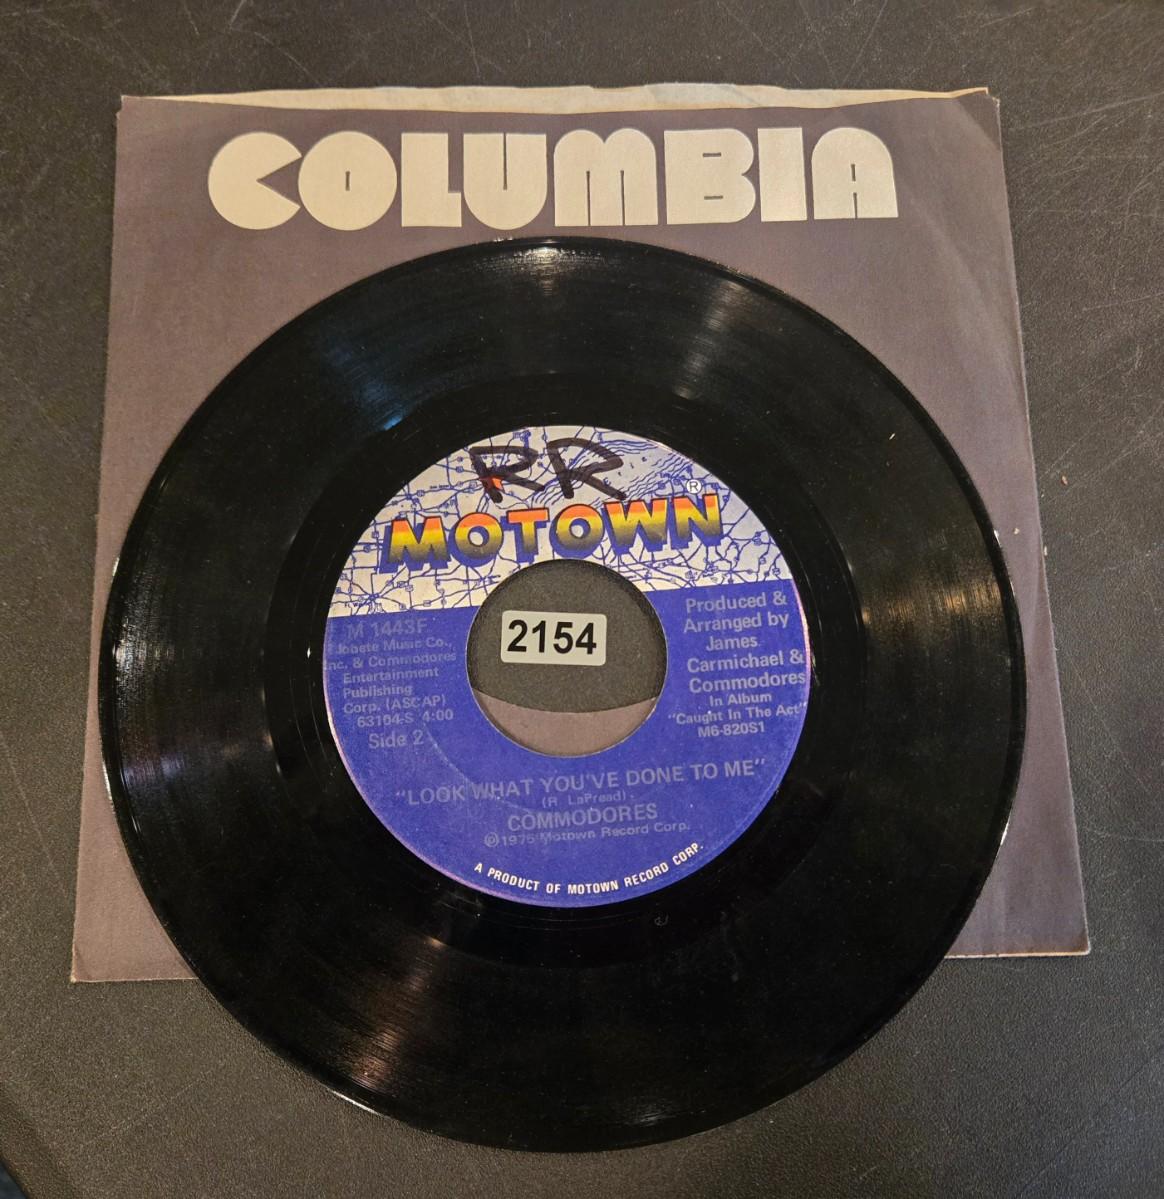 COLUMBIA
RR
MOTOWN®
M 1443F
Jobete Music Co.,
Inc. & Commodores
Entertainment
Publishing
Corp. (ASCAP)
63104-S 4:00
Side 2
2154
Produced &
Arranged by
James
Carmichael &
Commodores
In Album
"Caught In The Act"
M6-820S1
"LOOK WHAT YOU'VE DONE TO ME"
(R LaPread)
COMMODORES
℗1975 Motown Record Corp.
A PRODUCT OF MOTOWN RECORD CORP.